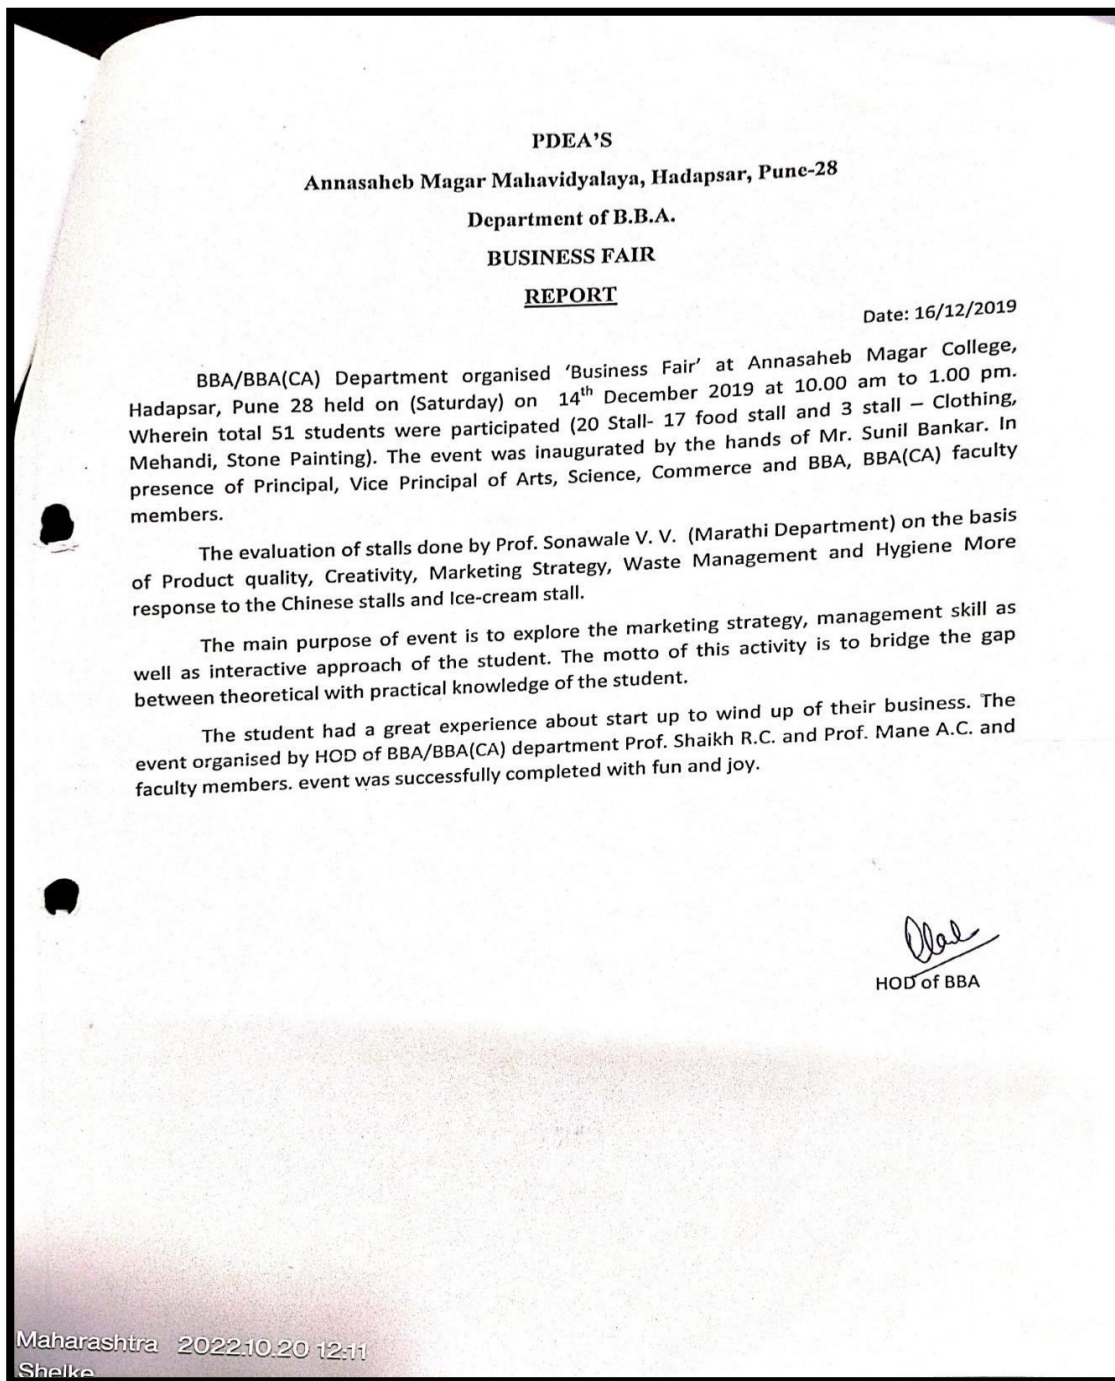 PDEA'S
Annasaheb Magar Mahavidyalaya, Hadapsar, Pune-28
Department of B.B.A.
BUSINESS FAIR
REPORT
Date: 16/12/2019
BBA/BBA(CA) Department organised ‘Business Fair’ at Annasaheb Magar College,
Hadapsar, Pune 28 held on (Saturday) on 14th December 2019 at 10.00 am to 1.00 pm.
Wherein total 51 students were participated (20 Stall- 17 food stall and 3 stall – Clothing,
Mehandi, Stone Painting). The event was inaugurated by the hands of Mr. Sunil Bankar. In
presence of Principal, Vice Principal of Arts, Science, Commerce and BBA, BBA(CA) faculty
members.
The evaluation of stalls done by Prof. Sonawale V. V. (Marathi Department) on the basis
of Product quality, Creativity, Marketing Strategy, Waste Management and Hygiene More
response to the Chinese stalls and Ice-cream stall.
The main purpose of event is to explore the marketing strategy, management skill as
well as interactive approach of the student. The motto of this activity is to bridge the gap
between theoretical with practical knowledge of the student.
The student had a great experience about start up to wind up of their business. The
event organised by HOD of BBA/BBA(CA) department Prof. Shaikh R.C. and Prof. Mane A.C. and
faculty members. event was successfully completed with fun and joy.
HOD of BBA
Maharashtra 2022.10.20 12:11
Shelke